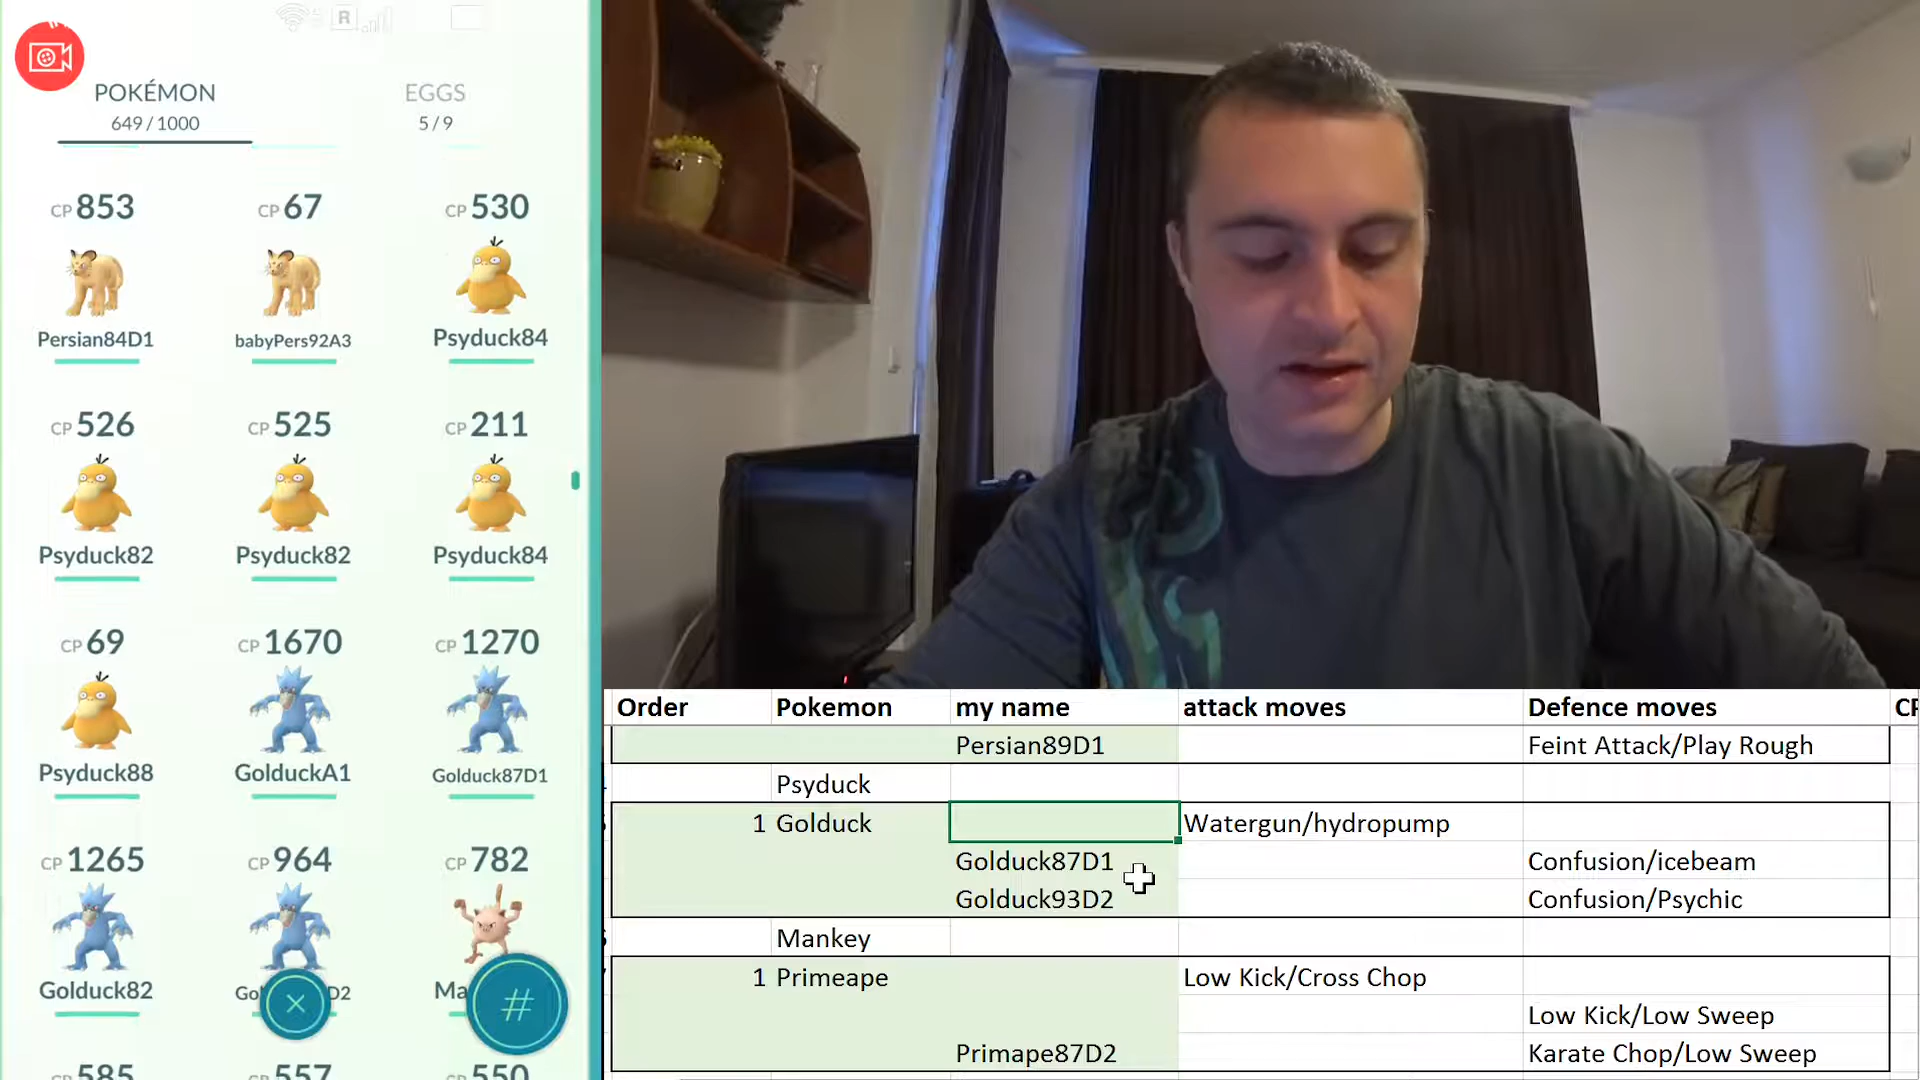 R
POKÉMON
EGGS
649 / 1000
5 / 9
CP 853
CP 67
CP 530
Persian84D1
babyPers92A3
Psyduck84
CP 526
CP 525
CP 211
Psyduck82
Psyduck82
Psyduck84
CP 69
CP 1670
CP 1270
Psyduck88
GolduckA1
Golduck87D1
CP 1265
CP 964
CP 782
Golduck82
#
585
557
550
Order Pokemon my name attack moves Defence moves
Persian89D1 Feint Attack/Play Rough
Psyduck
1 Golduck Watergun/hydropump
Golduck87D1 Confusion/icebeam
Golduck93D2 Confusion/Psychic
Mankey
1 Primeape Low Kick/Cross Chop
Low Kick/Low Sweep
Primape87D2 Karate Chop/Low Sweep